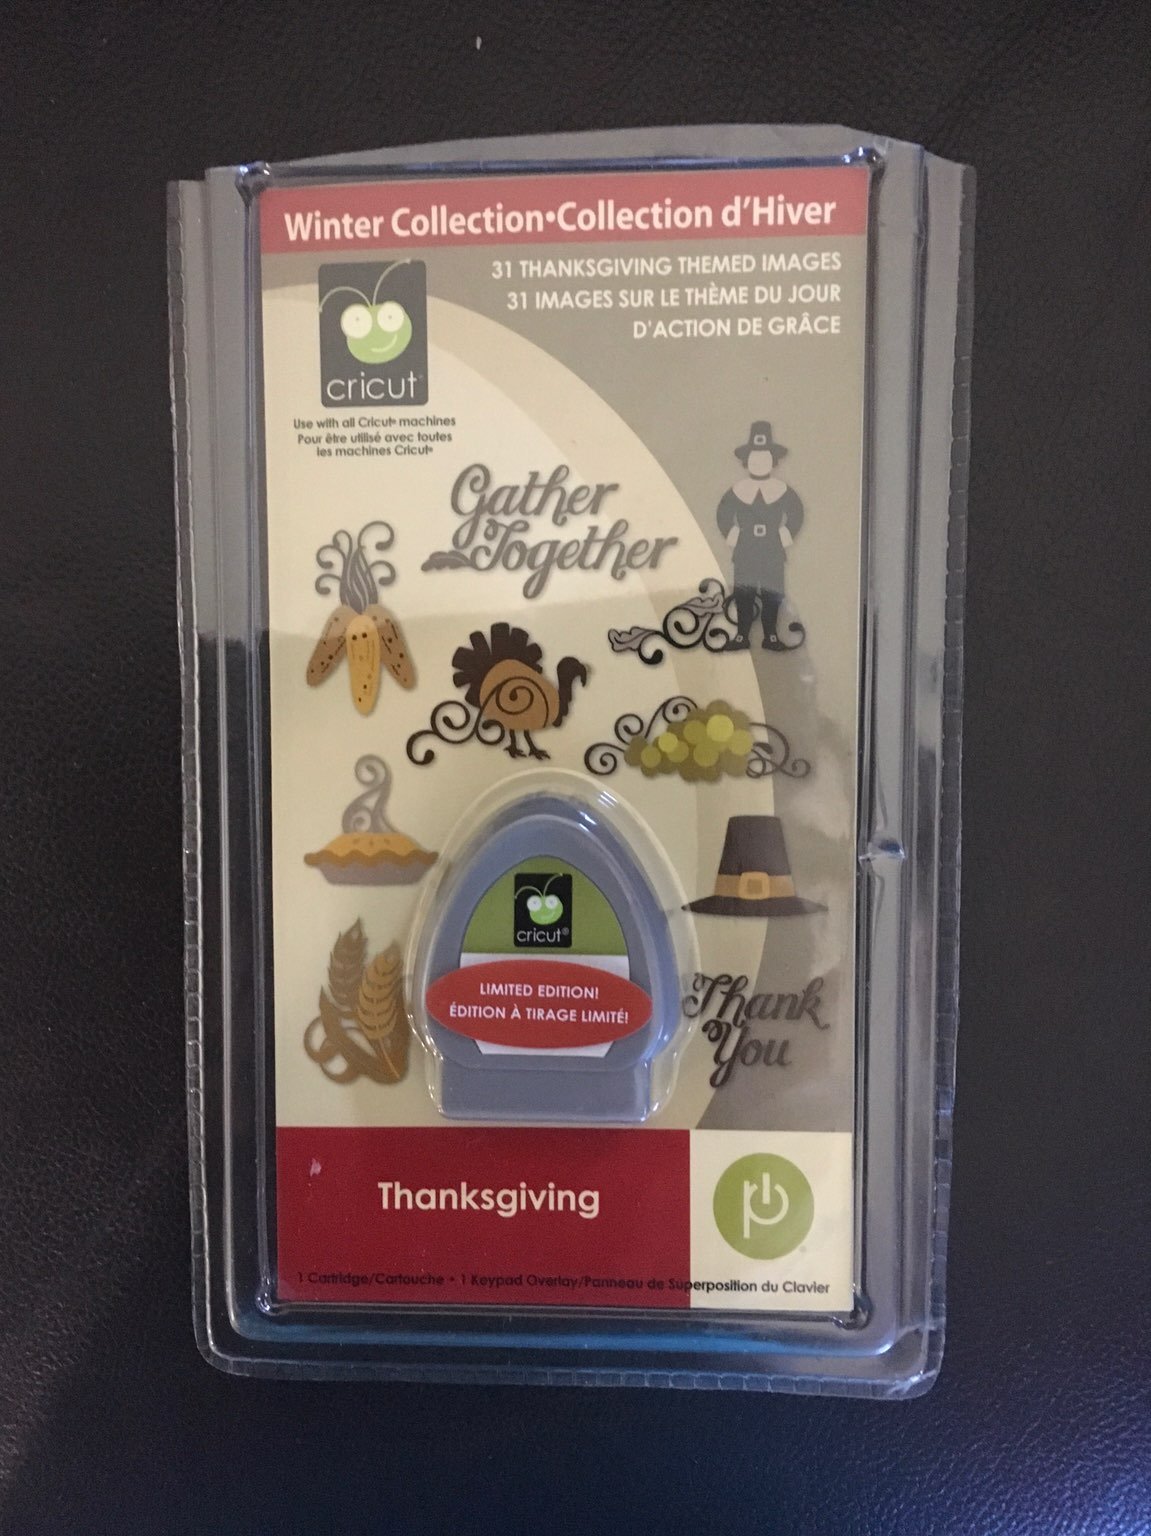 Winter Collection•Collection d'Hiver
31 THANKSGIVING THEMED IMAGES
31 IMAGES SUR LE THÈME DU JOUR
D'ACTION DE GRÂCE
cricut
Use with all Cricut® machines
Pour être utilisé avec toutes
les machines Cricut®
Gather
Together
cricut®
LIMITED EDITION!
ÉDITION À TIRAGE LIMITÉ!
Thank
You
Thanksgiving
1 Cartridge/Cartouche • 1 Keypad Overlay/Panneau de Superposition du Clavier